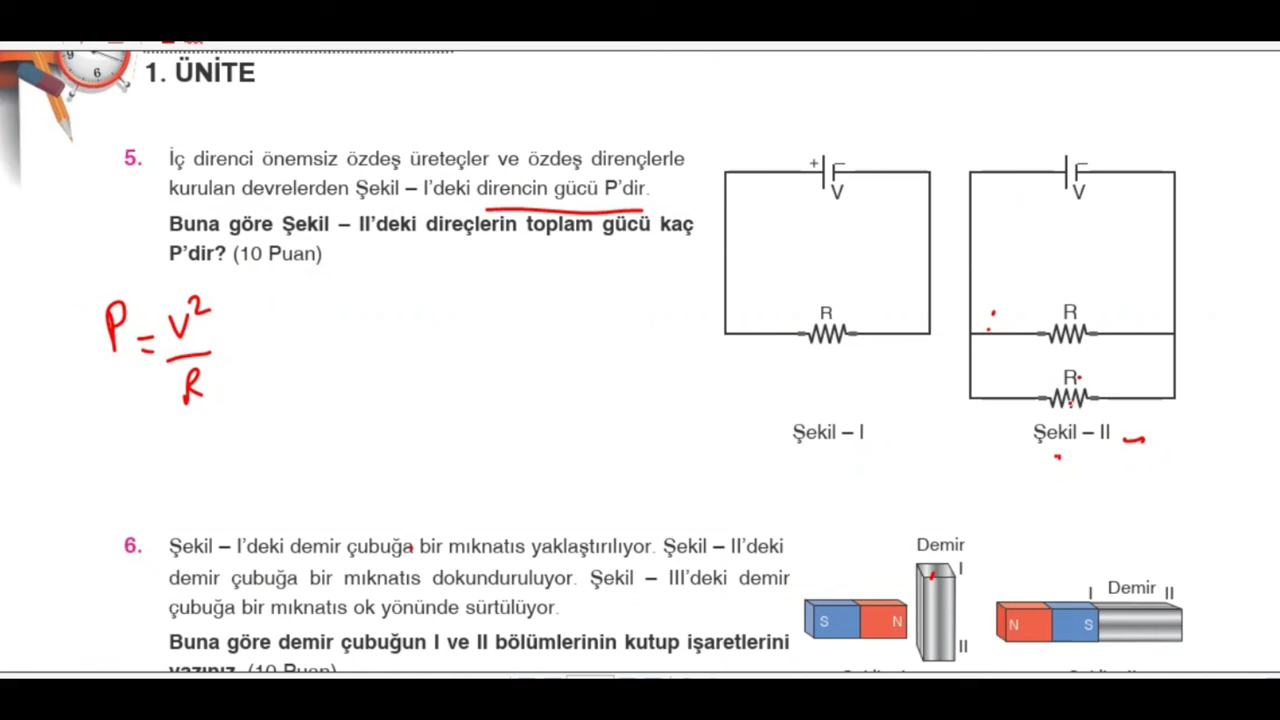 1. ÜNİTE
5. İç direnci önemsiz özdeş üreteçler ve özdeş dirençlerle
kurulan devrelerden Şekil – I’deki direncin gücü P’dir.
Buna göre Şekil – II’deki direçlerin toplam gücü kaç
P’dir? (10 Puan)
P = V²
R
+
V
R
Şekil – I
V
R
R
Şekil – II
6. Şekil – I’deki demir çubuğa bir mıknatıs yaklaştırılıyor. Şekil – II’deki
demir çubuğa bir mıknatıs dokunduruluyor. Şekil – III’deki demir
çubuğa bir mıknatıs ok yönünde sürtülüyor.
Buna göre demir çubuğun I ve II bölümlerinin kutup işaretlerini
yazınız. (10 Puan)
Demir
I
S N
II
I Demir II
N S